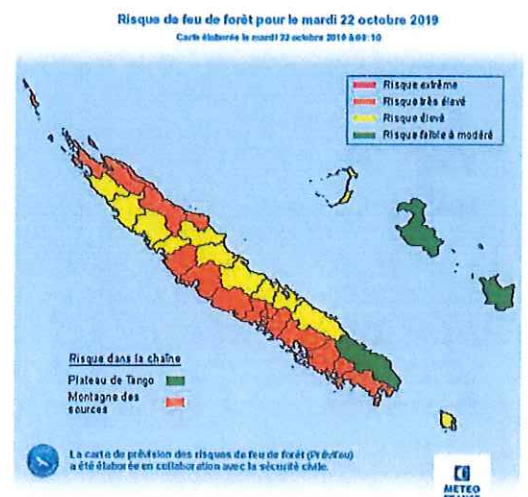 Risque de feu de forêt pour le mardi 22 octobre 2019
Carte élaborée le mardi 22 octobre 2019 à 08:10
Risque extrême
Risque très élevé
Risque élevé
Risque faible à modéré
Risque dans la chaîne
Plateau de Tango
Montagne des
sources
La carte de prévision des risques de feu de forêt (Prévifeu)
a été élaborée en collaboration avec la sécurité civile.
METEO
FRANCE